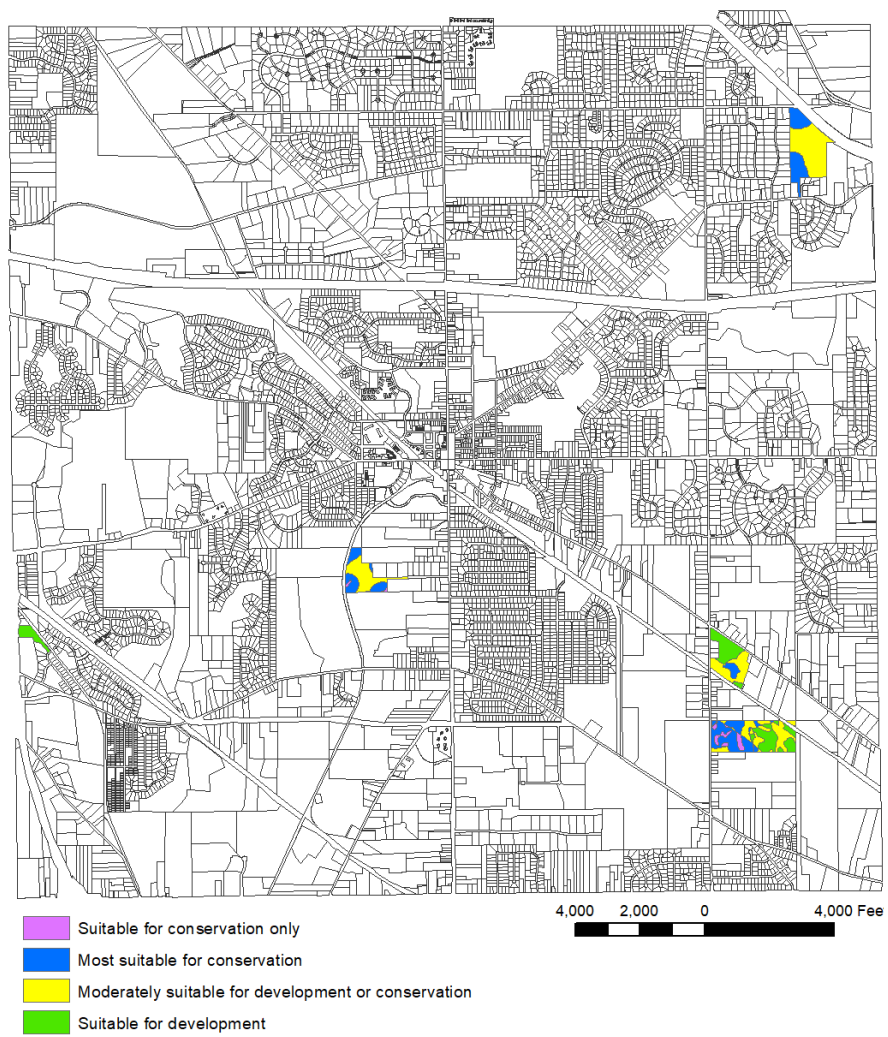 4,000 2,000 0 4,000 Fee
Suitable for conservation only
Most suitable for conservation
Moderately suitable for development or conservation
Suitable for development